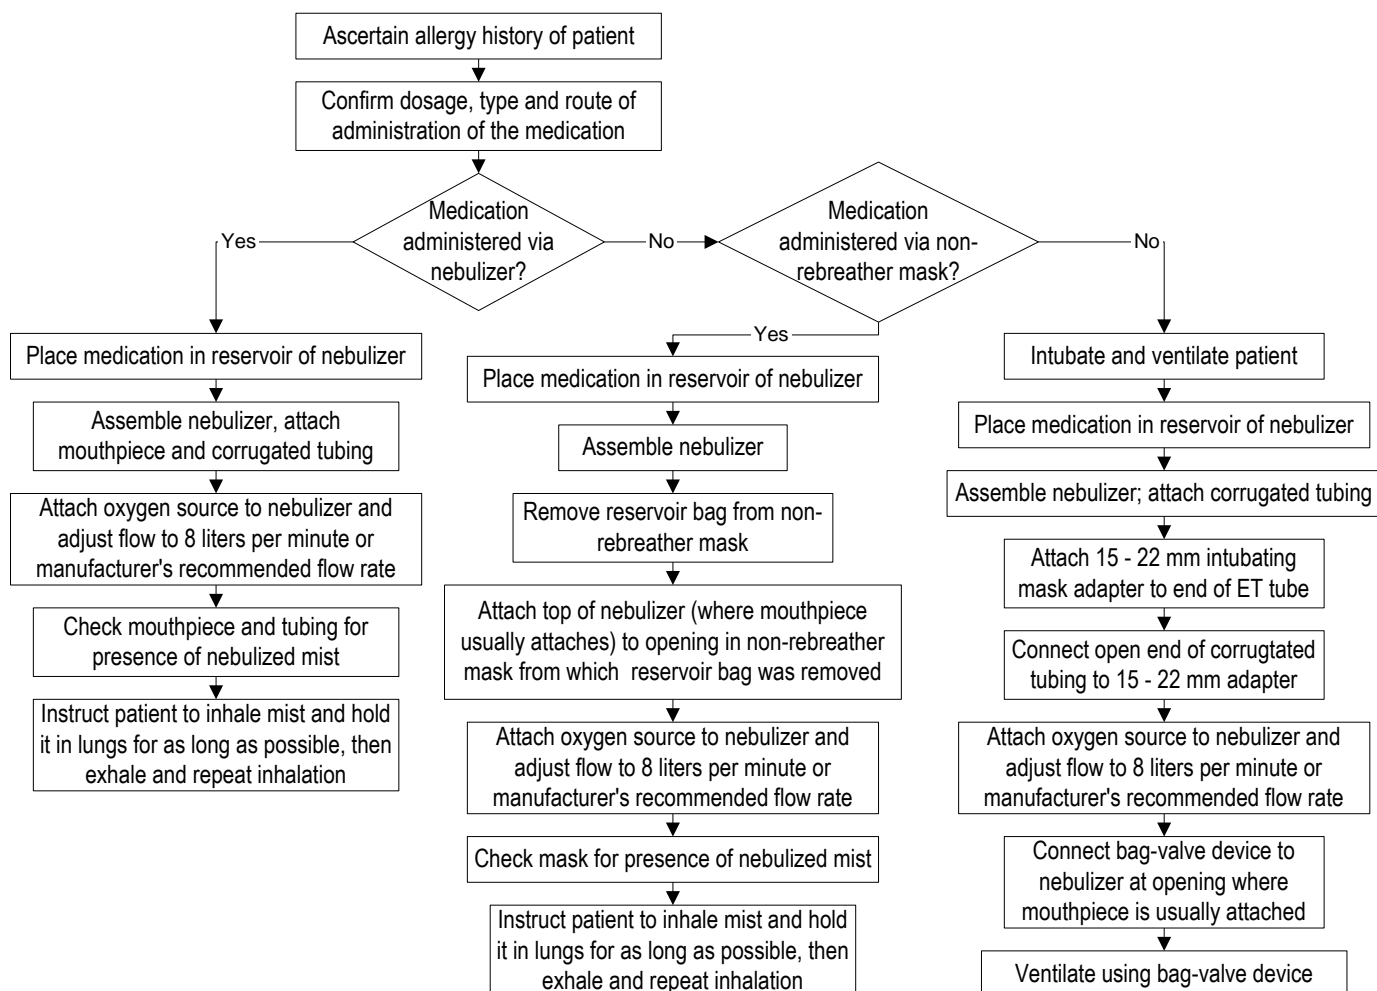 Ascertain allergy history of patient
Confirm dosage, type and route of
administration of the medication
Medication
administered via
nebulizer?
Yes
No
Medication
administered via non-
rebreather mask?
Yes
No
Place medication in reservoir of nebulizer
Assemble nebulizer, attach
mouthpiece and corrugated tubing
Attach oxygen source to nebulizer and
adjust flow to 8 liters per minute or
manufacturer's recommended flow rate
Check mouthpiece and tubing for
presence of nebulized mist
Instruct patient to inhale mist and hold
it in lungs for as long as possible, then
exhale and repeat inhalation
Place medication in reservoir of nebulizer
Assemble nebulizer
Remove reservoir bag from non-
rebreather mask
Attach top of nebulizer (where mouthpiece
usually attaches) to opening in non-rebreather
mask from which reservoir bag was removed
Attach oxygen source to nebulizer and
adjust flow to 8 liters per minute or
manufacturer's recommended flow rate
Check mask for presence of nebulized mist
Instruct patient to inhale mist and hold
it in lungs for as long as possible, then
exhale and repeat inhalation
Intubate and ventilate patient
Place medication in reservoir of nebulizer
Assemble nebulizer; attach corrugated tubing
Attach 15 - 22 mm intubating
mask adapter to end of ET tube
Connect open end of corrugtated
tubing to 15 - 22 mm adapter
Attach oxygen source to nebulizer and
adjust flow to 8 liters per minute or
manufacturer's recommended flow rate
Connect bag-valve device to
nebulizer at opening where
mouthpiece is usually attached
Ventilate using bag-valve device